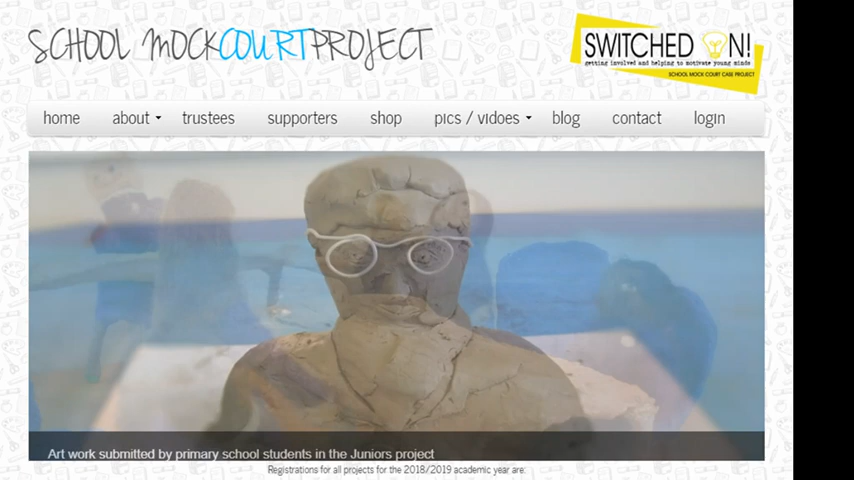 SCHOOL MOCKCOURTPROJECT
SWITCHED ON!
getting involved and helping to motivate young minds
SCHOOL MOCK COURT CASE PROJECT
home about trustees supporters shop pics / vidoes blog contact login
Art work submitted by primary school students in the Juniors project
Registrations for all projects for the 2018/2019 academic year are: